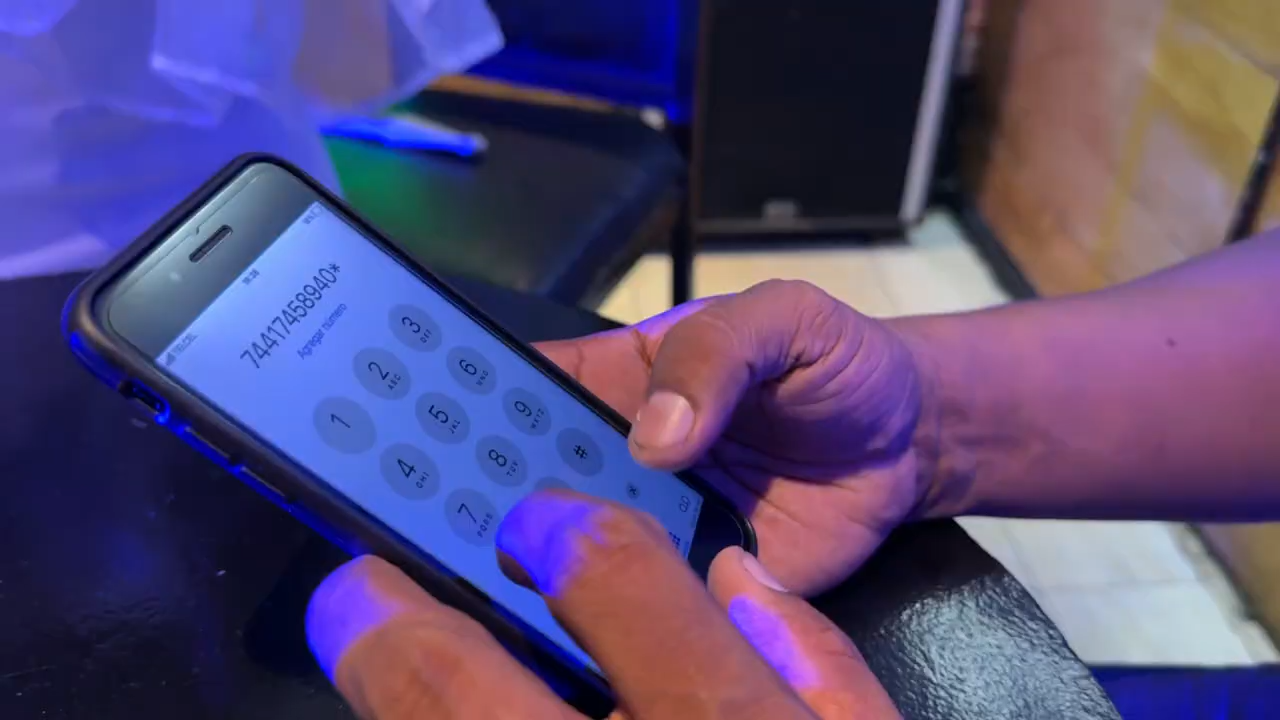 TELCEL
74417458940*
Agregar número
1
2
ABC
3
DEF
4
GHI
5
JKL
6
MNO
7
PQRS
8
TUV
9
WXYZ
#